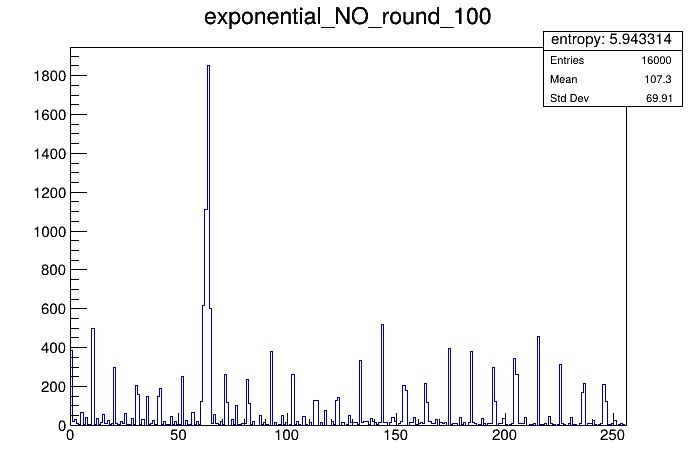 exponential_NO_round_100
entropy: 5.943314
Entries 16000
Mean 107.3
Std Dev 69.91
1800
1600
1400
1200
1000
800
600
400
200
0
0 50 100 150 200 250